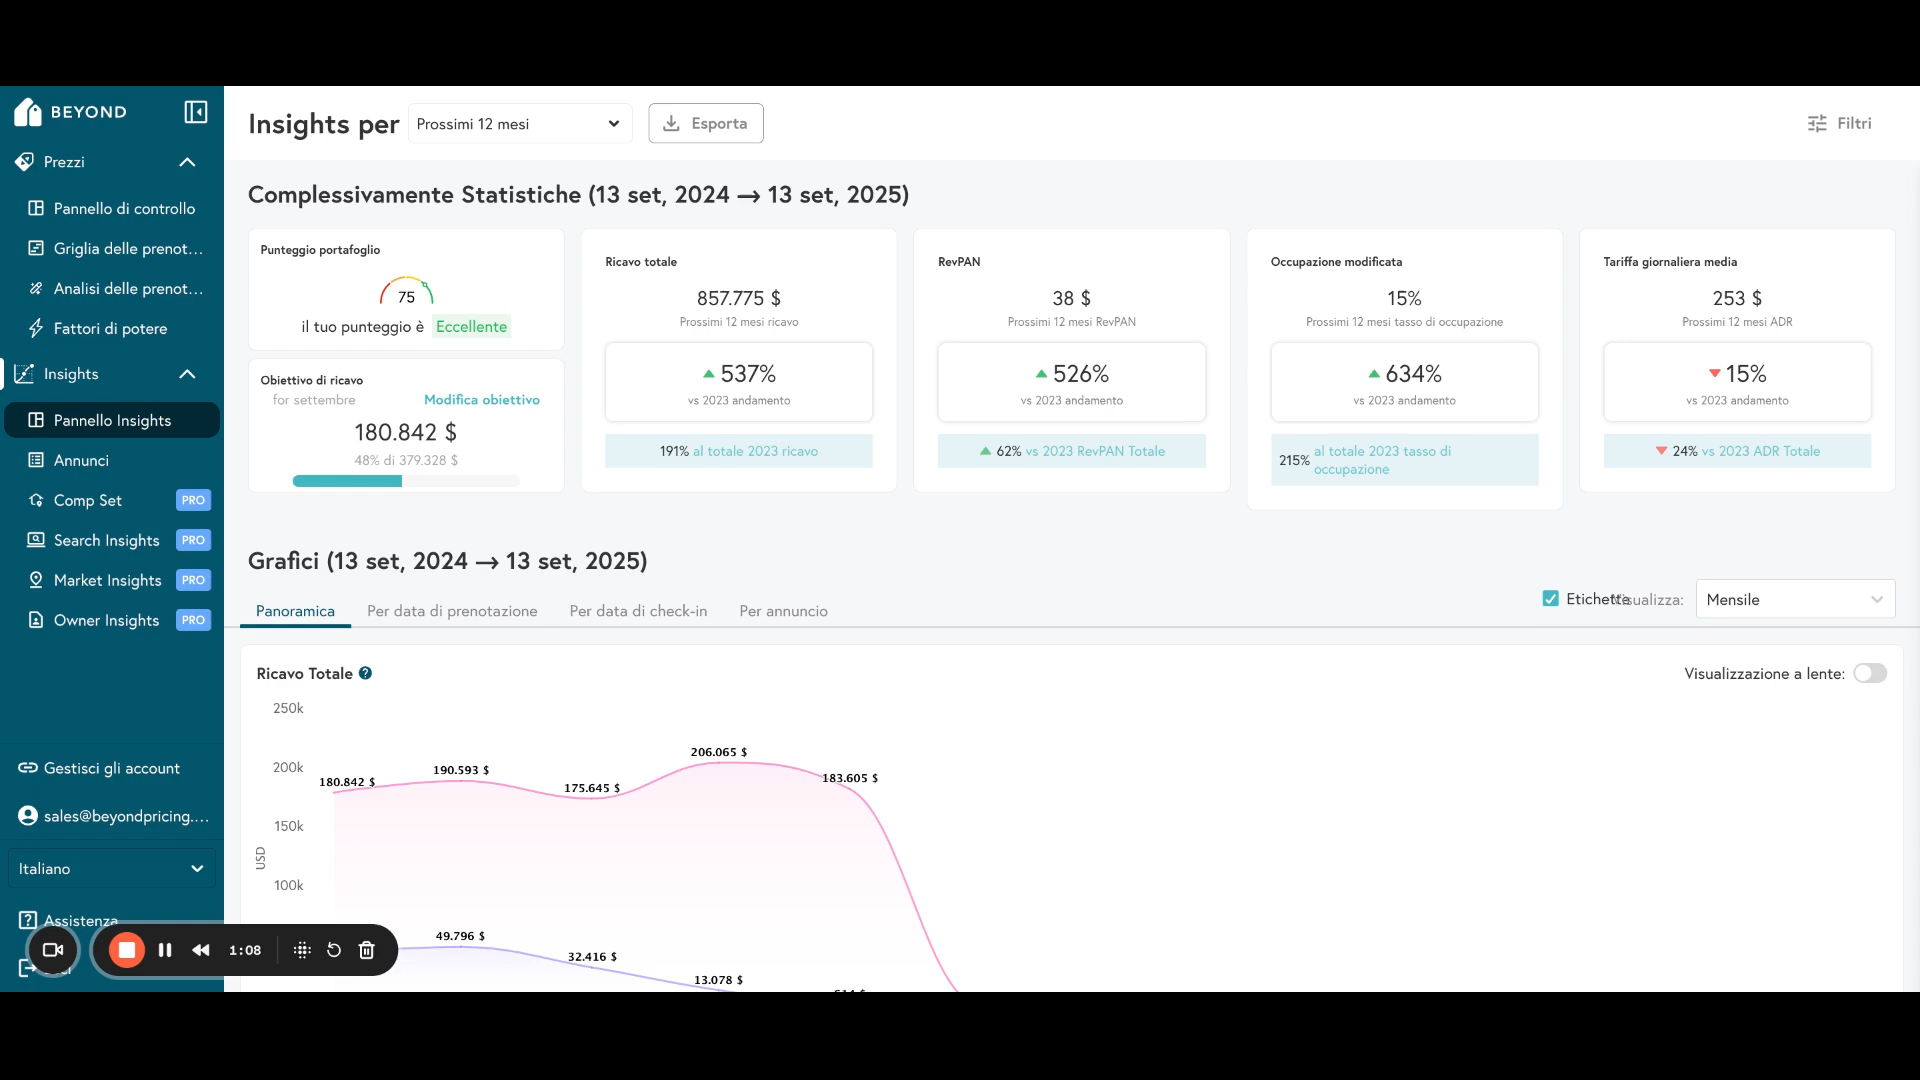 BEYOND
Prezzi
Pannello di controllo
Griglia delle prenot...
Analisi delle prenot...
Fattori di potere
Insights
Pannello Insights
Annunci
Comp Set PRO
Search Insights PRO
Market Insights PRO
Owner Insights PRO
Gestisci gli account
sales@beyondpricing....
Italiano
Assistenza
1:08
Insights per Prossimi 12 mesi Esporta Filtri
Complessivamente Statistiche (13 set, 2024 → 13 set, 2025)
Punteggio portafoglio
75
il tuo punteggio è Eccellente
Obiettivo di ricavo
for settembre Modifica obiettivo
180.842 $
48% di 379.328 $
Ricavo totale
857.775 $
Prossimi 12 mesi ricavo
537%
vs 2023 andamento
191% al totale 2023 ricavo
RevPAN
38 $
Prossimi 12 mesi RevPAN
526%
vs 2023 andamento
62% vs 2023 RevPAN Totale
Occupazione modificata
15%
Prossimi 12 mesi tasso di occupazione
634%
vs 2023 andamento
215% al totale 2023 tasso di
occupazione
Tariffa giornaliera media
253 $
Prossimi 12 mesi ADR
15%
vs 2023 andamento
24% vs 2023 ADR Totale
Grafici (13 set, 2024 → 13 set, 2025)
Panoramica Per data di prenotazione Per data di check-in Per annuncio
Mensile
Ricavo Totale ?
Visualizzazione a lente:
250k
200k
150k
100k
USD
180.842 $
190.593 $
175.645 $
206.065 $
183.605 $
49.796 $
32.416 $
13.078 $